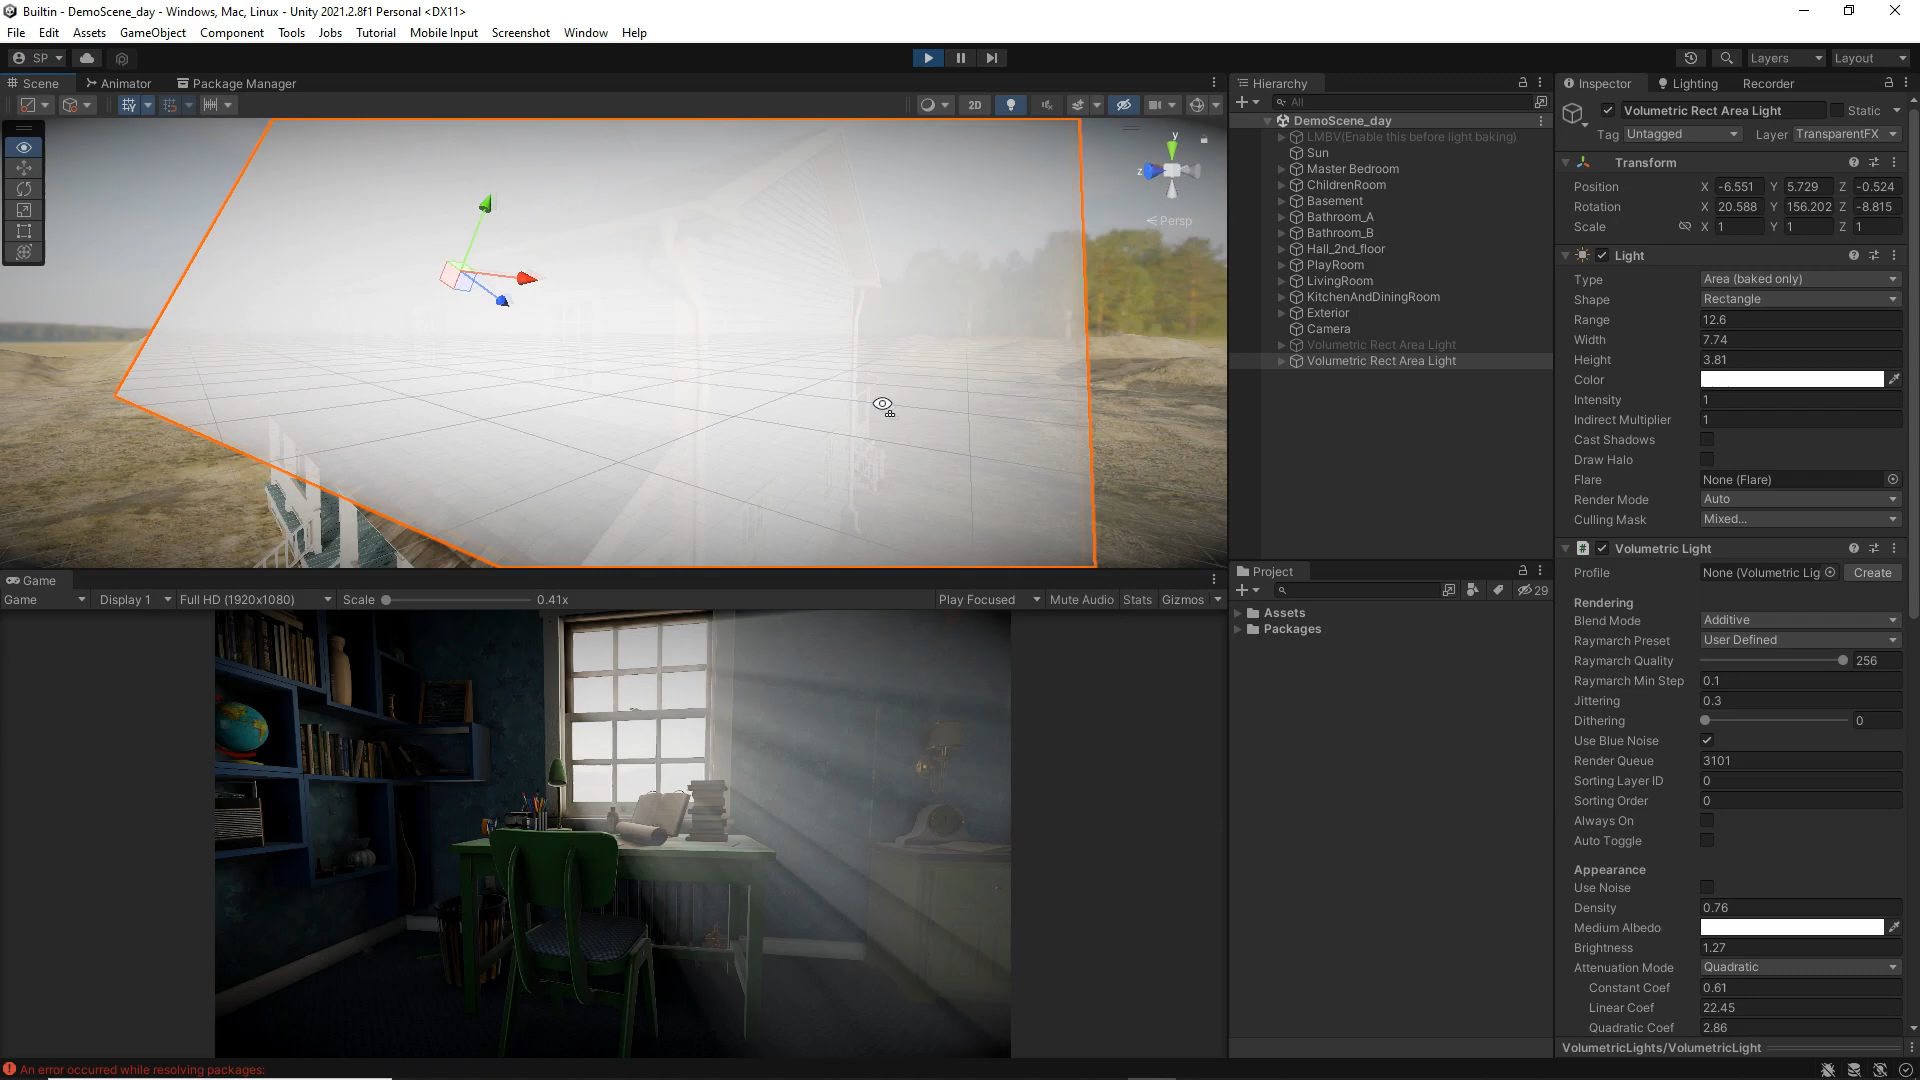 Builtin - DemoScene_day - Windows, Mac, Linux - Unity 2021.2.8f1 Personal <DX11>
File Edit Assets GameObject Component Tools Jobs Tutorial Mobile Input Screenshot Window Help
SP Layers Layout
Scene Animator Package Manager
2D
y
z
Persp
Game
Game Display 1 Full HD (1920x1080) Scale 0.41x Play Focused Mute Audio Stats Gizmos
Hierarchy
All
DemoScene_day
LMBV(Enable this before light baking)
Sun
Master Bedroom
ChildrenRoom
Basement
Bathroom_A
Bathroom_B
Hall_2nd_floor
PlayRoom
LivingRoom
KitchenAndDiningRoom
Exterior
Camera
Volumetric Rect Area Light
Volumetric Rect Area Light
Project
29
Assets
Packages
Inspector Lighting Recorder
Volumetric Rect Area Light Static
Tag Untagged Layer TransparentFX
Transform
Position X -6.551 Y 5.729 Z -0.524
Rotation X 20.588 Y 156.202 Z -8.815
Scale X 1 Y 1 Z 1
Light
Type Area (baked only)
Shape Rectangle
Range 12.6
Width 7.74
Height 3.81
Color
Intensity 1
Indirect Multiplier 1
Cast Shadows
Draw Halo
Flare None (Flare)
Render Mode Auto
Culling Mask Mixed...
Volumetric Light
Profile None (Volumetric Lig Create
Rendering
Blend Mode Additive
Raymarch Preset User Defined
Raymarch Quality 256
Raymarch Min Step 0.1
Jittering 0.3
Dithering 0
Use Blue Noise
Render Queue 3101
Sorting Layer ID 0
Sorting Order 0
Always On
Auto Toggle
Appearance
Use Noise
Density 0.76
Medium Albedo
Brightness 1.27
Attenuation Mode Quadratic
Constant Coef 0.61
Linear Coef 22.45
Quadratic Coef 2.86
VolumetricLights/VolumetricLight
An error occurred while resolving packages: